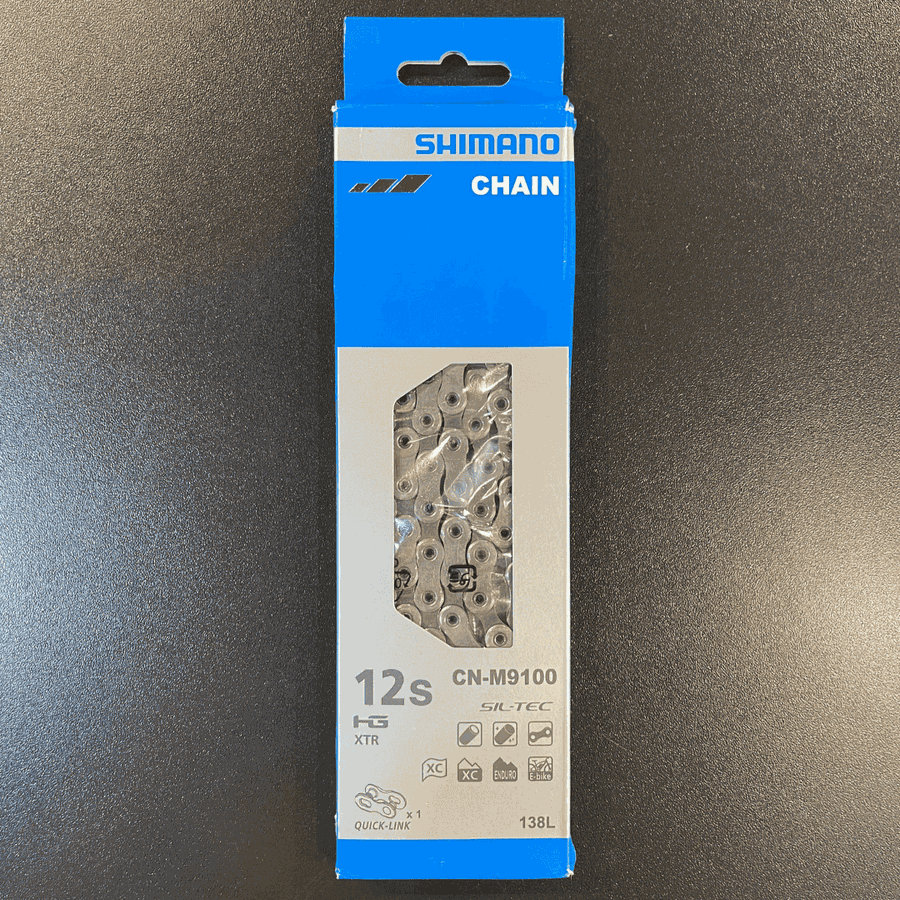 SHIMANO
CHAIN
12s
CN-M9100
SIL-TEC
HG
XTR
XC
XC
ENDURO
E-bike
x 1
QUICK-LINK
138L